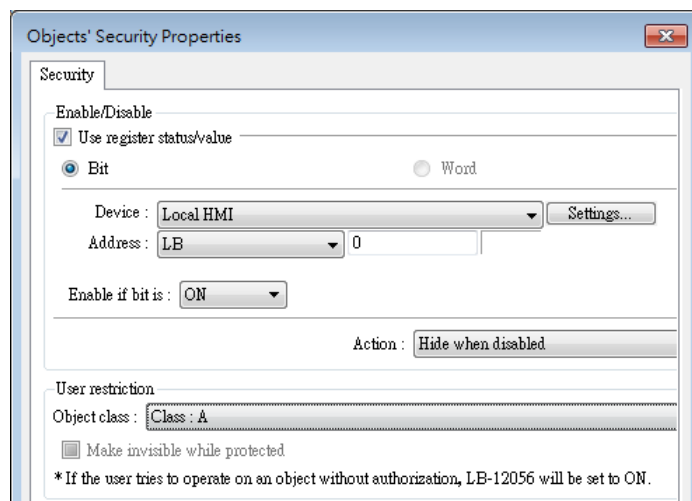 Objects' Security Properties
Security
Enable/Disable
Use register status/value
Bit Word
Device : Local HMI Settings...
Address : LB 0
Enable if bit is : ON
Action : Hide when disabled
User restriction
Object class : Class : A
Make invisible while protected
* If the user tries to operate on an object without authorization, LB-12056 will be set to ON.